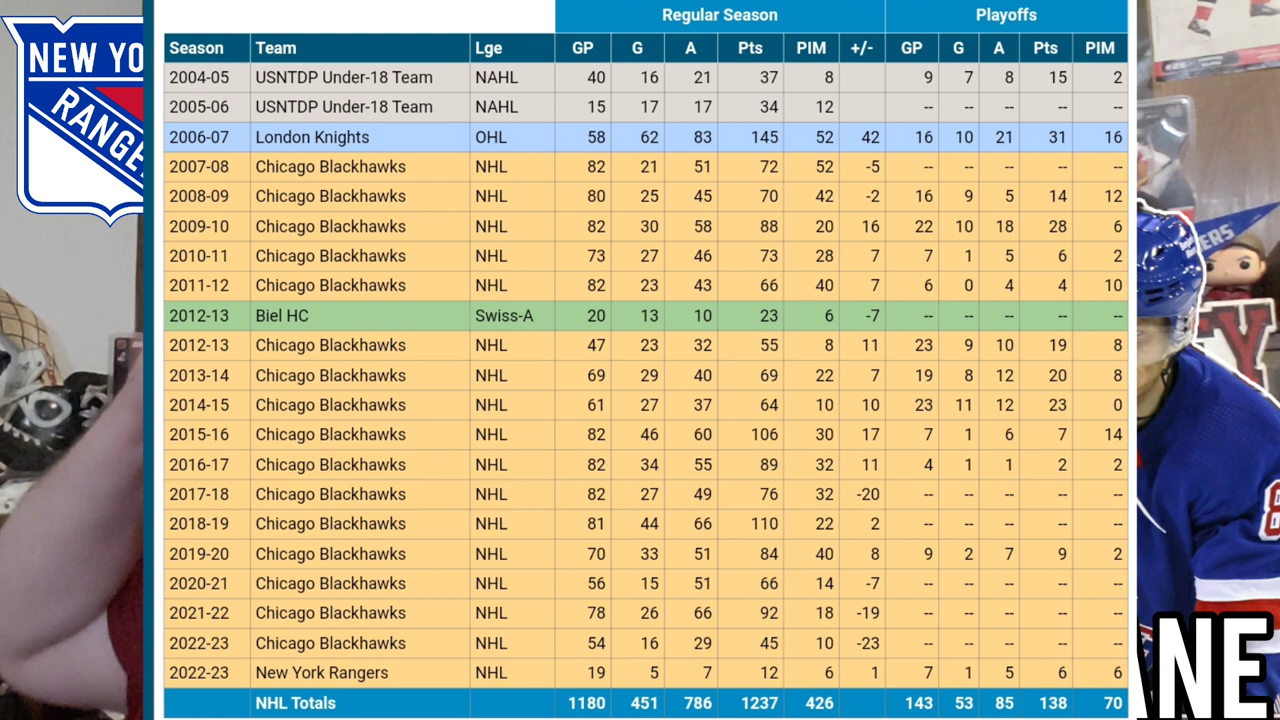 NEW YO
RANGE
Regular Season Playoffs
Season Team Lge GP G A Pts PIM +/- GP G A Pts PIM
2004-05 USNTDP Under-18 Team NAHL 40 16 21 37 8 9 7 8 15 2
2005-06 USNTDP Under-18 Team NAHL 15 17 17 34 12 -- -- -- -- --
2006-07 London Knights OHL 58 62 83 145 52 42 16 10 21 31 16
2007-08 Chicago Blackhawks NHL 82 21 51 72 52 -5 -- -- -- -- --
2008-09 Chicago Blackhawks NHL 80 25 45 70 42 -2 16 9 5 14 12
2009-10 Chicago Blackhawks NHL 82 30 58 88 20 16 22 10 18 28 6
2010-11 Chicago Blackhawks NHL 73 27 46 73 28 7 7 1 5 6 2
2011-12 Chicago Blackhawks NHL 82 23 43 66 40 7 6 0 4 4 10
2012-13 Biel HC Swiss-A 20 13 10 23 6 -7 -- -- -- -- --
2012-13 Chicago Blackhawks NHL 47 23 32 55 8 11 23 9 10 19 8
2013-14 Chicago Blackhawks NHL 69 29 40 69 22 7 19 8 12 20 8
2014-15 Chicago Blackhawks NHL 61 27 37 64 10 10 23 11 12 23 0
2015-16 Chicago Blackhawks NHL 82 46 60 106 30 17 7 1 6 7 14
2016-17 Chicago Blackhawks NHL 82 34 55 89 32 11 4 1 1 2 2
2017-18 Chicago Blackhawks NHL 82 27 49 76 32 -20 -- -- -- -- --
2018-19 Chicago Blackhawks NHL 81 44 66 110 22 2 -- -- -- -- --
2019-20 Chicago Blackhawks NHL 70 33 51 84 40 8 9 2 7 9 2
2020-21 Chicago Blackhawks NHL 56 15 51 66 14 -7 -- -- -- -- --
2021-22 Chicago Blackhawks NHL 78 26 66 92 18 -19 -- -- -- -- --
2022-23 Chicago Blackhawks NHL 54 16 29 45 10 -23 -- -- -- -- --
2022-23 New York Rangers NHL 19 5 7 12 6 1 7 1 5 6 6
NHL Totals 1180 451 786 1237 426 143 53 85 138 70
GERS
TY
8
ANE